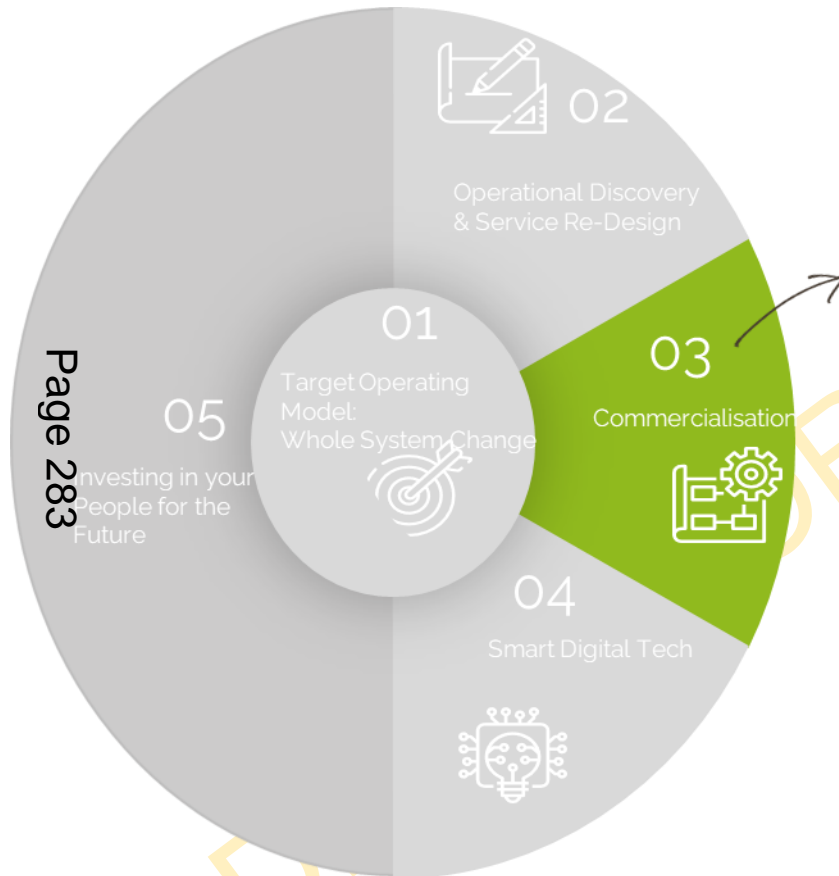 01
Target Operating
Model:
Whole System Change
02
Operational Discovery
& Service Re-Design
03
Commercialisation
04
Smart Digital Tech
05
Investing in your
People for the
Future
Page 283